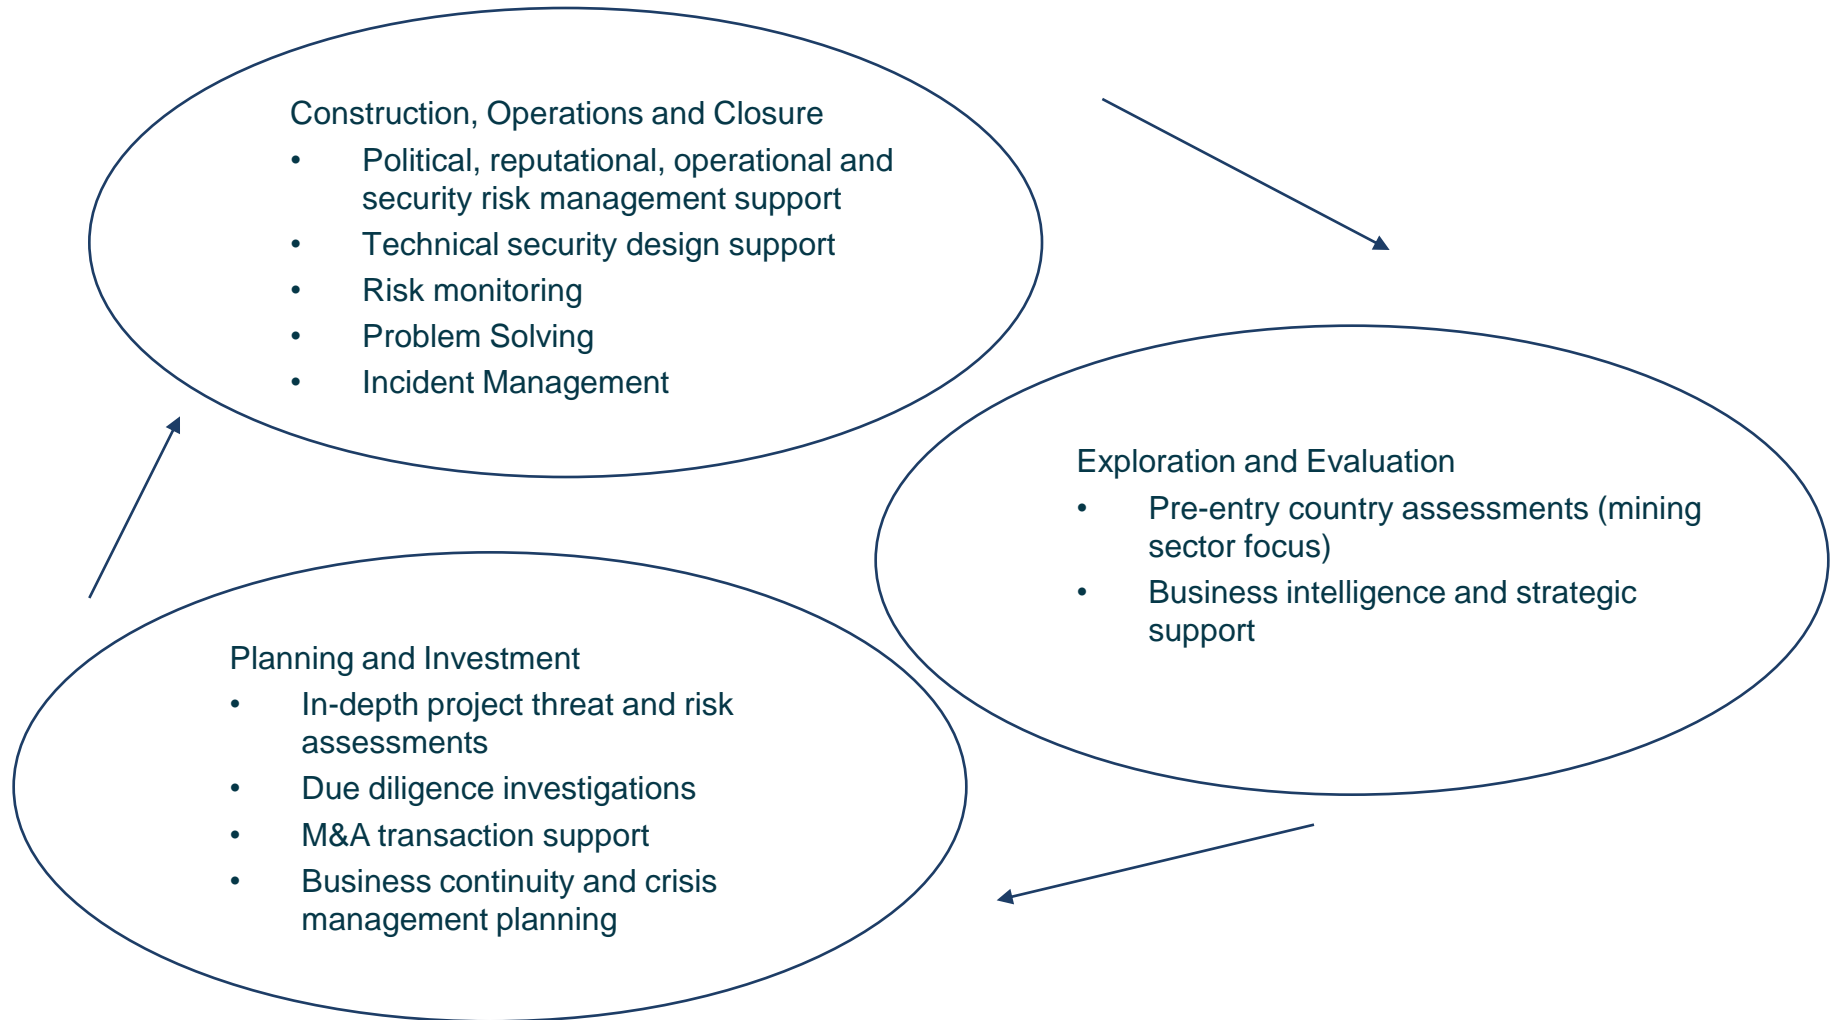 Construction, Operations and Closure
• Political, reputational, operational and
security risk management support
• Technical security design support
• Risk monitoring
• Problem Solving
• Incident Management
Exploration and Evaluation
• Pre-entry country assessments (mining
sector focus)
• Business intelligence and strategic
support
Planning and Investment
• In-depth project threat and risk
assessments
• Due diligence investigations
• M&A transaction support
• Business continuity and crisis
management planning